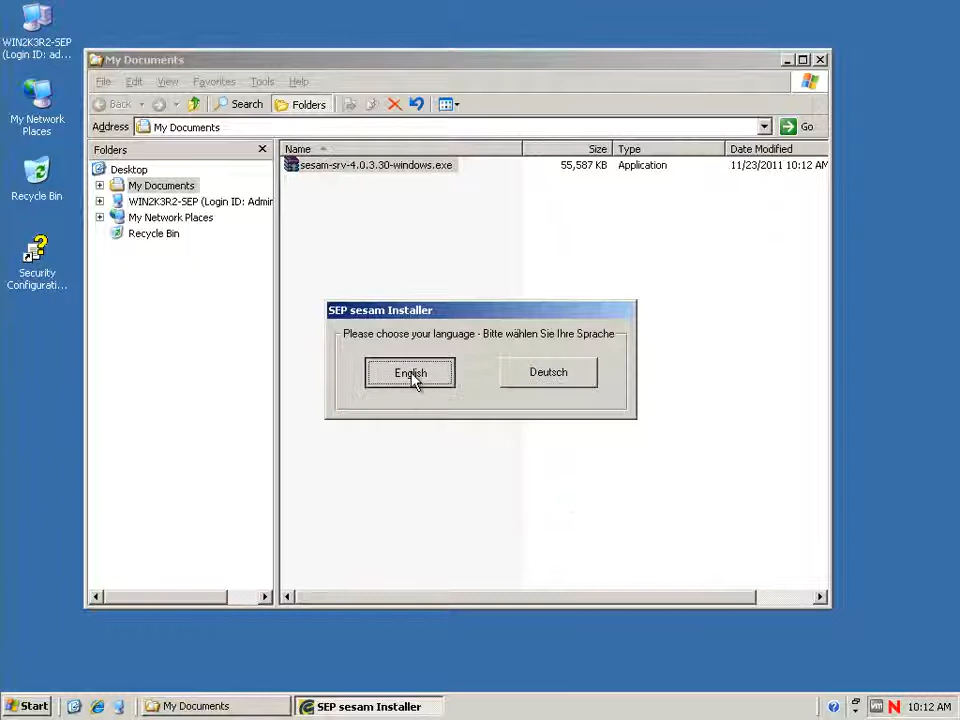 WIN2K3R2-SEP
(Login ID: ad...
My Network
Places
Recycle Bin
Security
Configurati...
My Documents
File Edit View Favorites Tools Help
Back Search Folders
Address My Documents Go
Folders
Desktop
My Documents
WIN2K3R2-SEP (Login ID: Admir
My Network Places
Recycle Bin
Name Size Type Date Modified
sesam-srv-4.0.3.30-windows.exe 55,587 KB Application 11/23/2011 10:12 AM
SEP sesam Installer
Please choose your language - Bitte wählen Sie Ihre Sprache
English Deutsch
Start My Documents SEP sesam Installer 10:12 AM